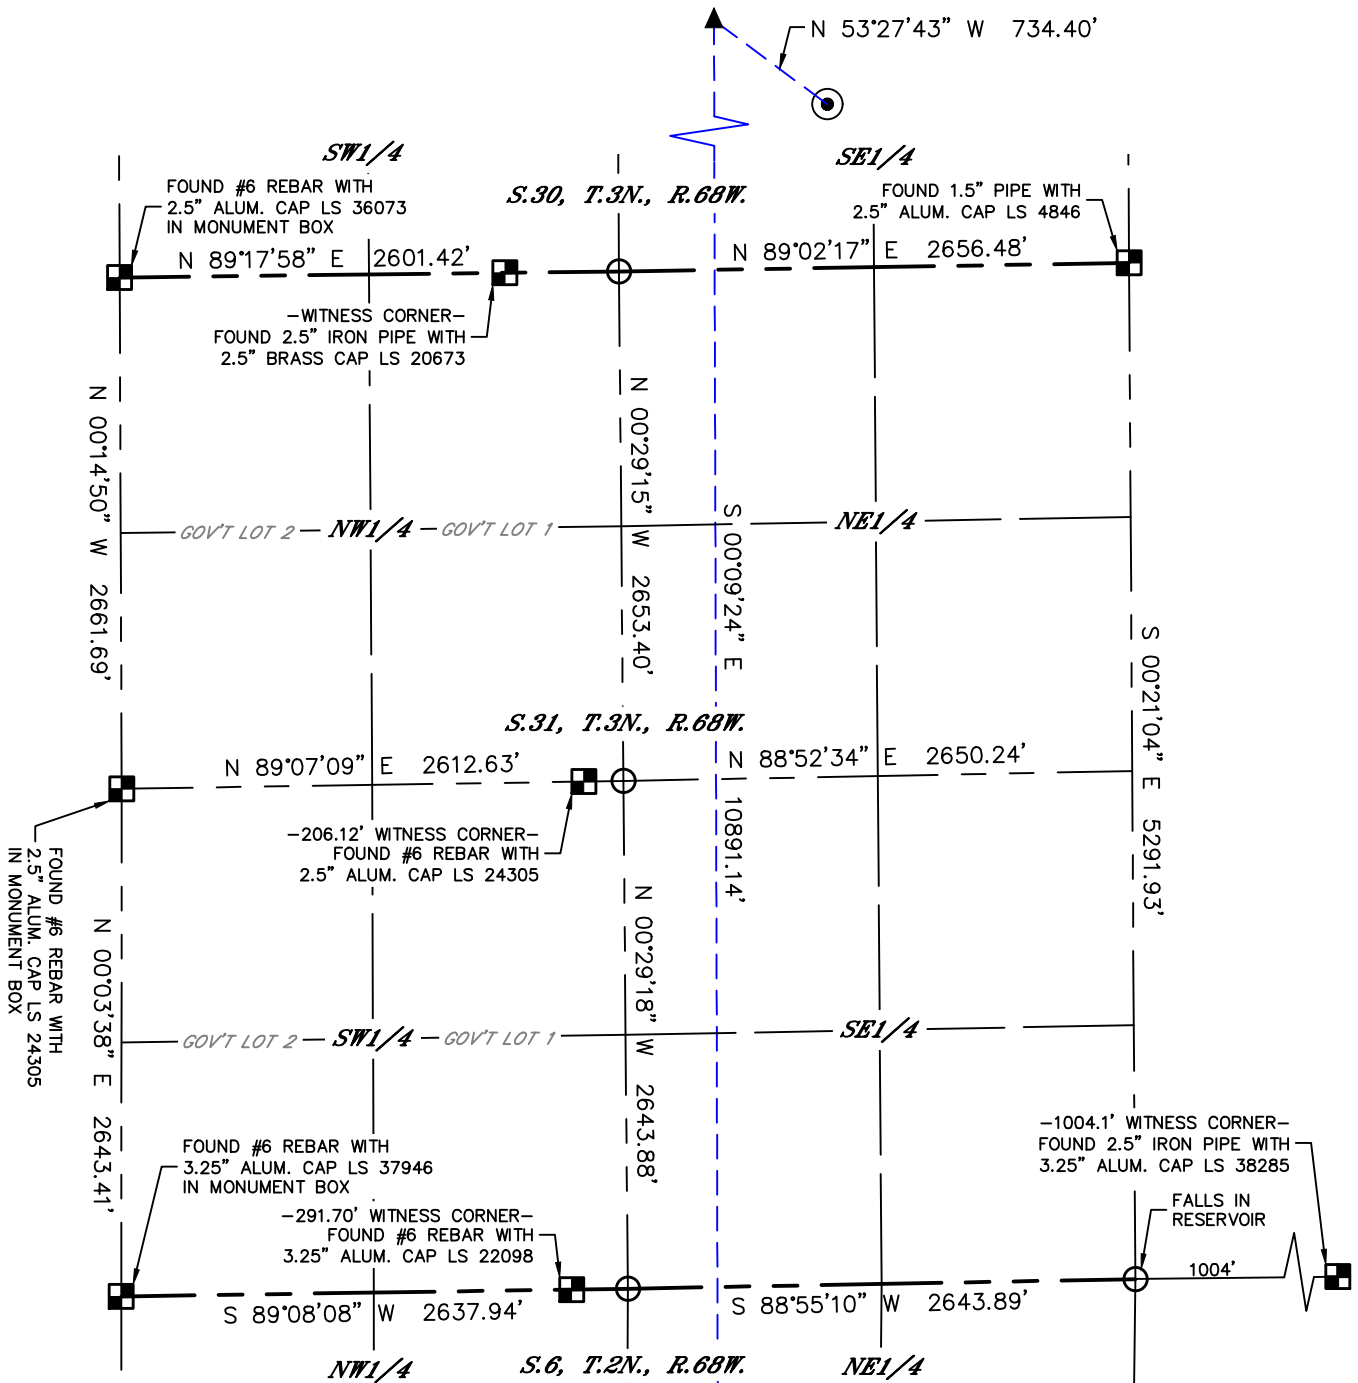 N 53°27'43" W 734.40'
SW1/4
SE1/4
FOUND #6 REBAR WITH
2.5" ALUM. CAP LS 36073
IN MONUMENT BOX
S.30, T.3N., R.68W.
FOUND 1.5" PIPE WITH
2.5" ALUM. CAP LS 4846
N 89°17'58" E 2601.42'
N 89°02'17" E 2656.48'
-WITNESS CORNER-
FOUND 2.5" IRON PIPE WITH
2.5" BRASS CAP LS 20673
N 00°14'50" W 2661.69'
N 00°29'15" W 2653.40'
S 00°09'24" E 10891.14'
S 00°21'04" E 5291.93'
GOV'T LOT 2
NW1/4
GOV'T LOT 1
NE1/4
S.31, T.3N., R.68W.
N 89°07'09" E 2612.63'
N 88°52'34" E 2650.24'
-206.12' WITNESS CORNER-
FOUND #6 REBAR WITH
2.5" ALUM. CAP LS 24305
FOUND #6 REBAR WITH
2.5" ALUM. CAP LS 24305
IN MONUMENT BOX
N 00°03'38" E 2643.41'
N 00°29'18" W 2643.88'
GOV'T LOT 2
SW1/4
GOV'T LOT 1
SE1/4
FOUND #6 REBAR WITH
3.25" ALUM. CAP LS 37946
IN MONUMENT BOX
-1004.1' WITNESS CORNER-
FOUND 2.5" IRON PIPE WITH
3.25" ALUM. CAP LS 38285
-291.70' WITNESS CORNER-
FOUND #6 REBAR WITH
3.25" ALUM. CAP LS 22098
FALLS IN
RESERVOIR
1004'
S 89°08'08" W 2637.94'
S 88°55'10" W 2643.89'
NW1/4
S.6, T.2N., R.68W.
NE1/4